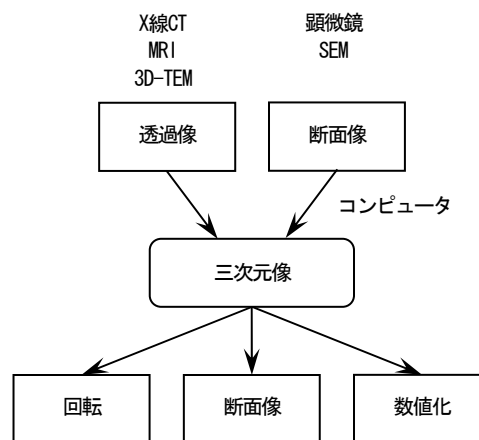 X線CT
MRI
3D-TEM
顕微鏡
SEM
透過像
断面像
コンピュータ
三次元像
回転
断面像
数値化